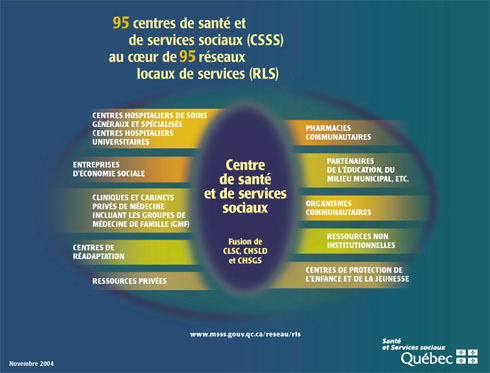 95 centres de santé et
de services sociaux (CSSS)
au cœur de 95 réseaux
locaux de services (RLS)
CENTRES HOSPITALIERS DE SOINS
GÉNÉRAUX ET SPÉCIALISÉS
CENTRES HOSPITALIERS
UNIVERSITAIRES
ENTREPRISES
D'ÉCONOMIE SOCIALE
CLINIQUES ET CABINETS
PRIVÉS DE MÉDECINE
INCLUANT LES GROUPES DE
MÉDECINE DE FAMILLE (GMF)
CENTRES DE
RÉADAPTATION
RESSOURCES PRIVÉES
Centre
de santé
et de services
sociaux
Fusion de
CLSC, CHSLD
et CHSGS
PHARMACIES
COMMUNAUTAIRES
PARTENAIRES
DE L'ÉDUCATION, DU
MILIEU MUNICIPAL, ETC.
ORGANISMES
COMMUNAUTAIRES
RESSOURCES NON
INSTITUTIONNELLES
CENTRES DE PROTECTION DE
L'ENFANCE ET DE LA JEUNESSE
www.msss.gouv.qc.ca/reseau/rls
Novembre 2004
Santé
et Services sociaux
Québec